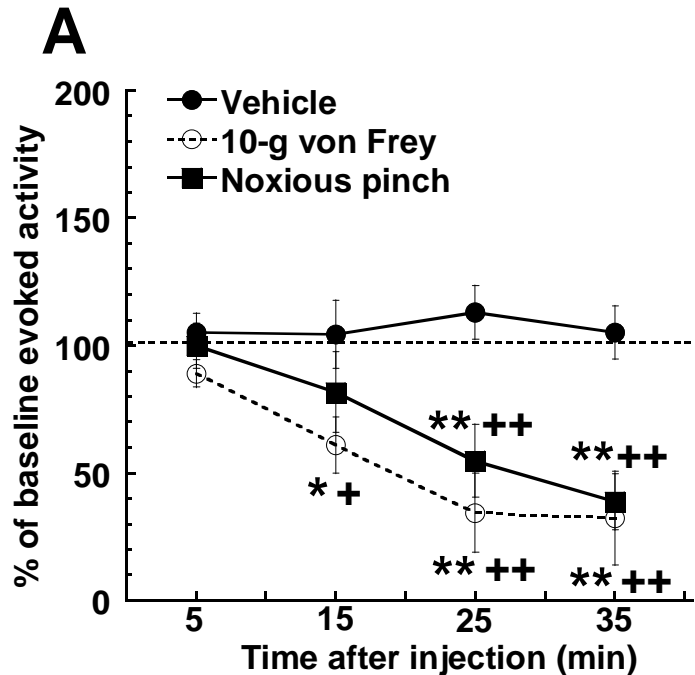 A
% of baseline evoked activity
200
150
100
50
0
Vehicle
10-g von Frey
Noxious pinch
**++
**++
*+
**++
**++
5 15 25 35
Time after injection (min)